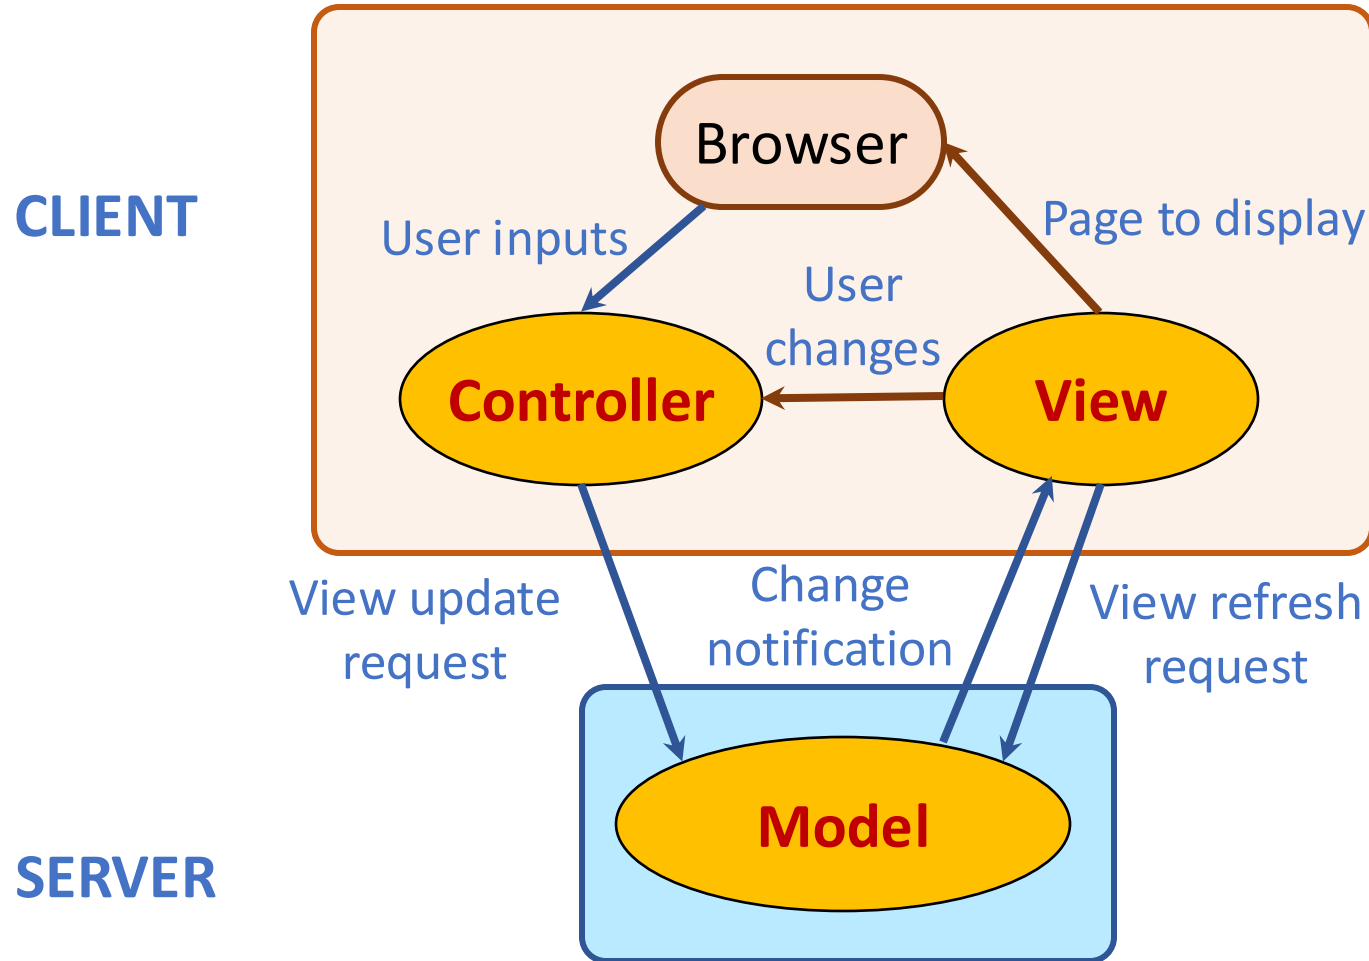 Browser
CLIENT
User inputs
Page to display
User
changes
Controller
View
View update
request
Change
notification
View refresh
request
Model
SERVER